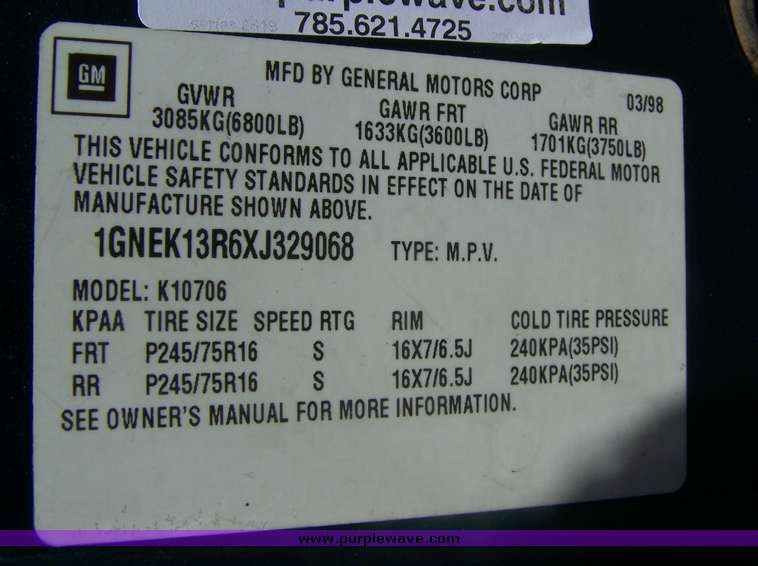 purplewave.com
785.621.4725
GM
MFD BY GENERAL MOTORS CORP 03/98
GVWR GAWR FRT GAWR RR
3085KG(6800LB) 1633KG(3600LB) 1701KG(3750LB)
THIS VEHICLE CONFORMS TO ALL APPLICABLE U.S. FEDERAL MOTOR
VEHICLE SAFETY STANDARDS IN EFFECT ON THE DATE OF
MANUFACTURE SHOWN ABOVE.
1GNEK13R6XJ329068 TYPE: M.P.V.
MODEL: K10706
KPAA TIRE SIZE SPEED RTG RIM COLD TIRE PRESSURE
FRT P245/75R16 S 16X7/6.5J 240KPA(35PSI)
RR P245/75R16 S 16X7/6.5J 240KPA(35PSI)
SEE OWNER'S MANUAL FOR MORE INFORMATION.
www.purplewave.com